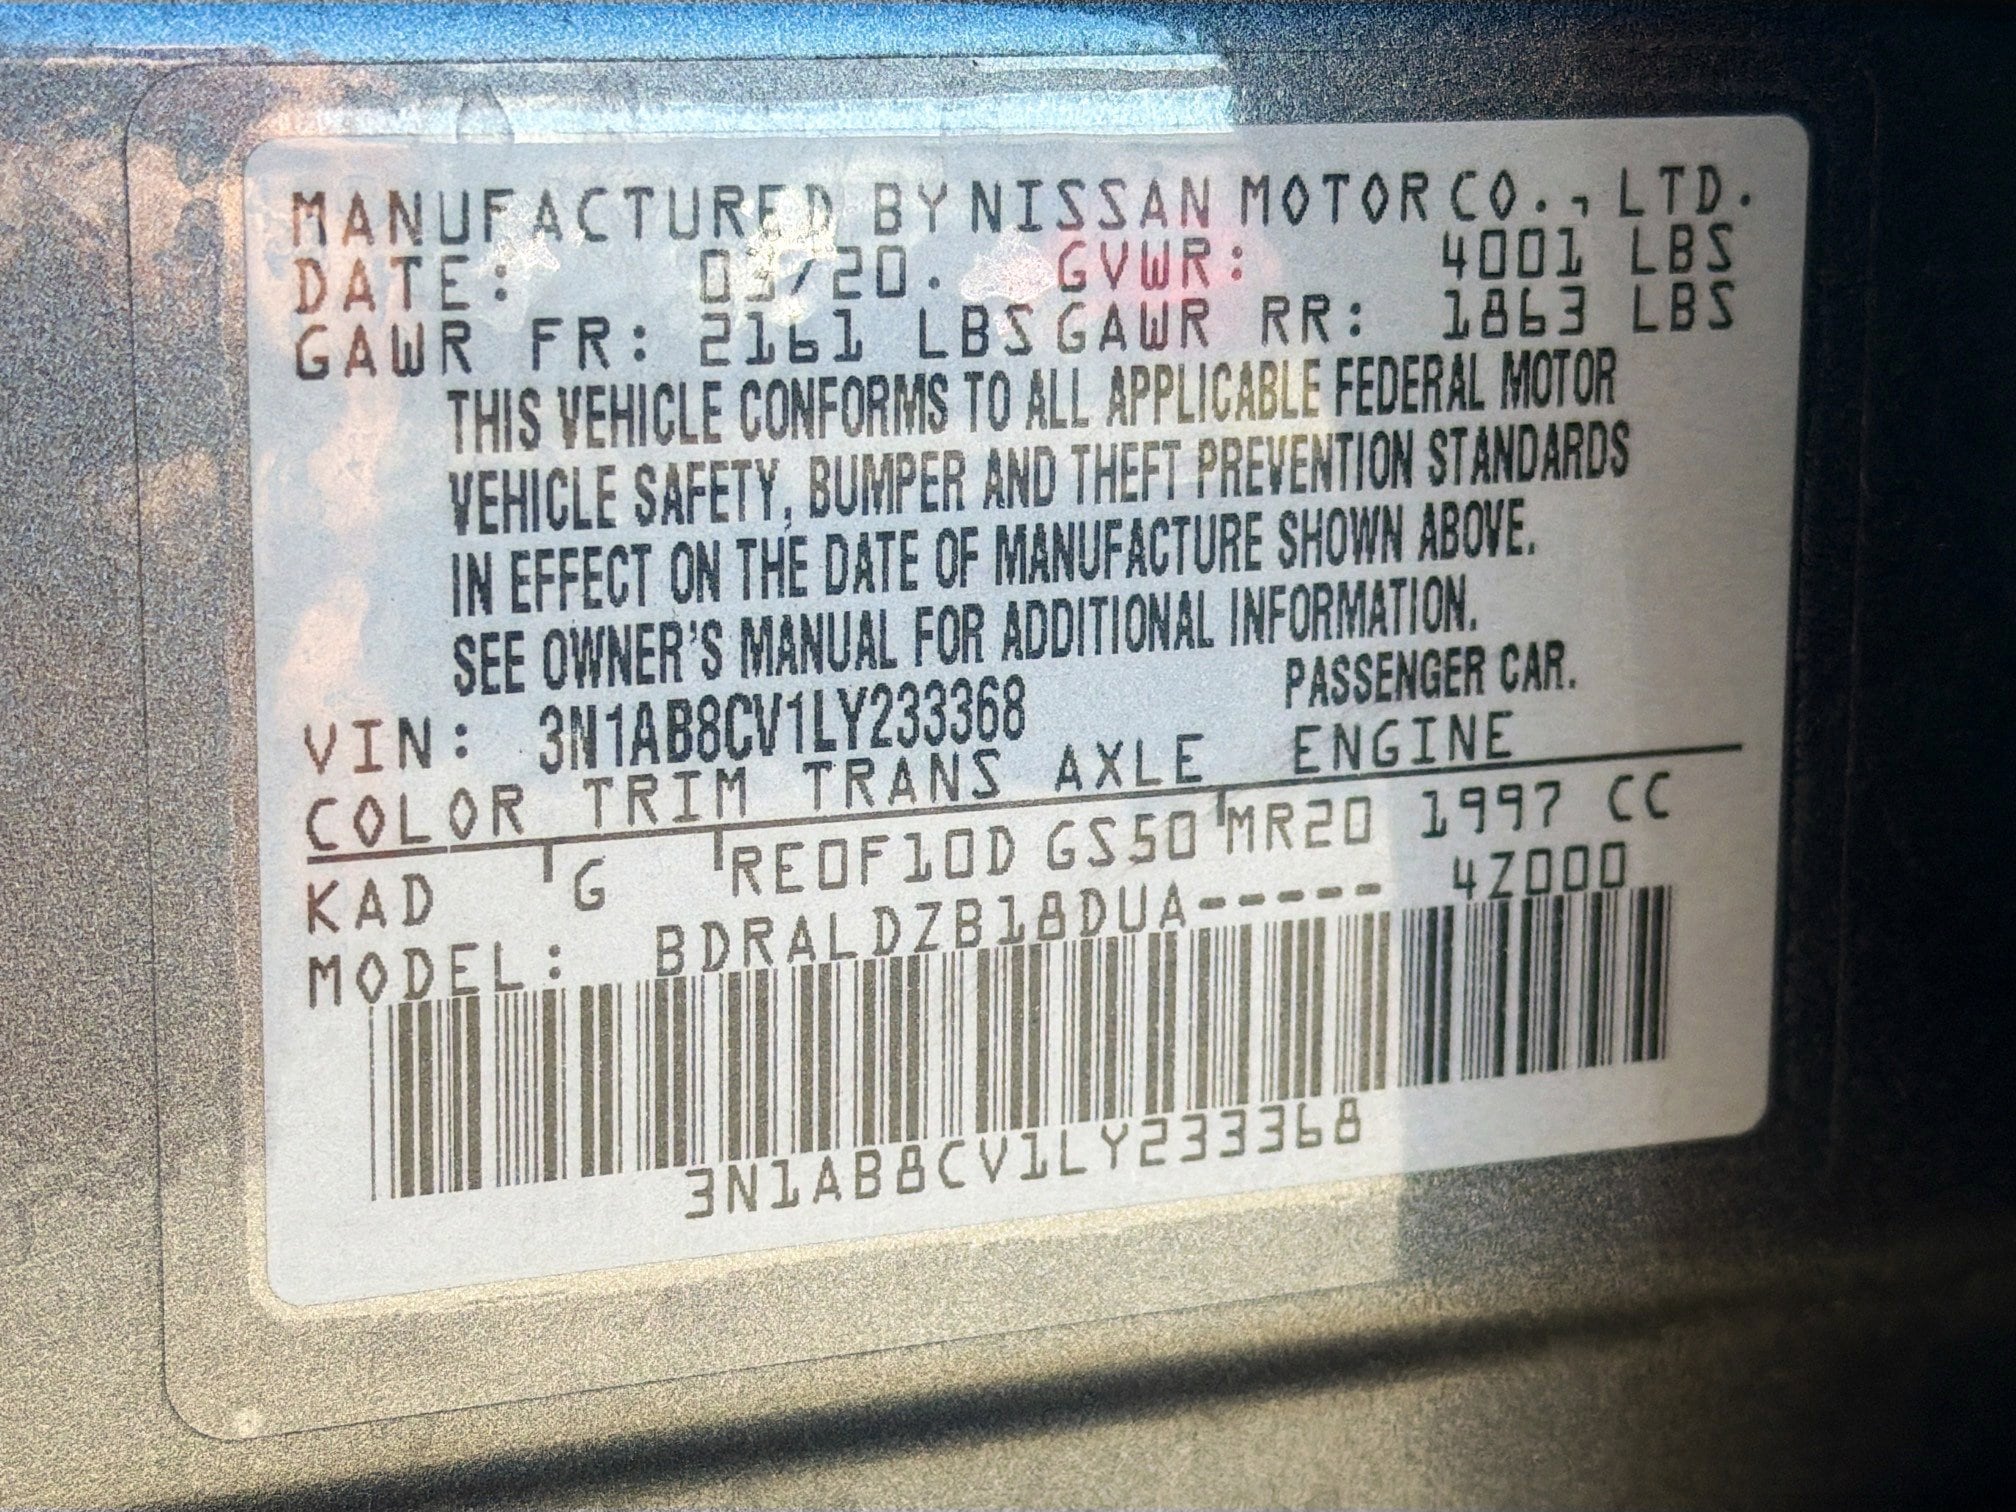 MANUFACTURED BY NISSAN MOTOR CO., LTD.
DATE: 03/20. GVWR: 4001 LBS
GAWR FR: 2161 LBS GAWR RR: 1863 LBS
THIS VEHICLE CONFORMS TO ALL APPLICABLE FEDERAL MOTOR
VEHICLE SAFETY, BUMPER AND THEFT PREVENTION STANDARDS
IN EFFECT ON THE DATE OF MANUFACTURE SHOWN ABOVE.
SEE OWNER'S MANUAL FOR ADDITIONAL INFORMATION.
VIN: 3N1AB8CV1LY233368 PASSENGER CAR.
COLOR TRIM TRANS AXLE ENGINE
KAD G RE0F10D GS50 MR20 1997 CC
MODEL: BDRALDZB18DUA----- 4Z000
3N1AB8CV1LY233368